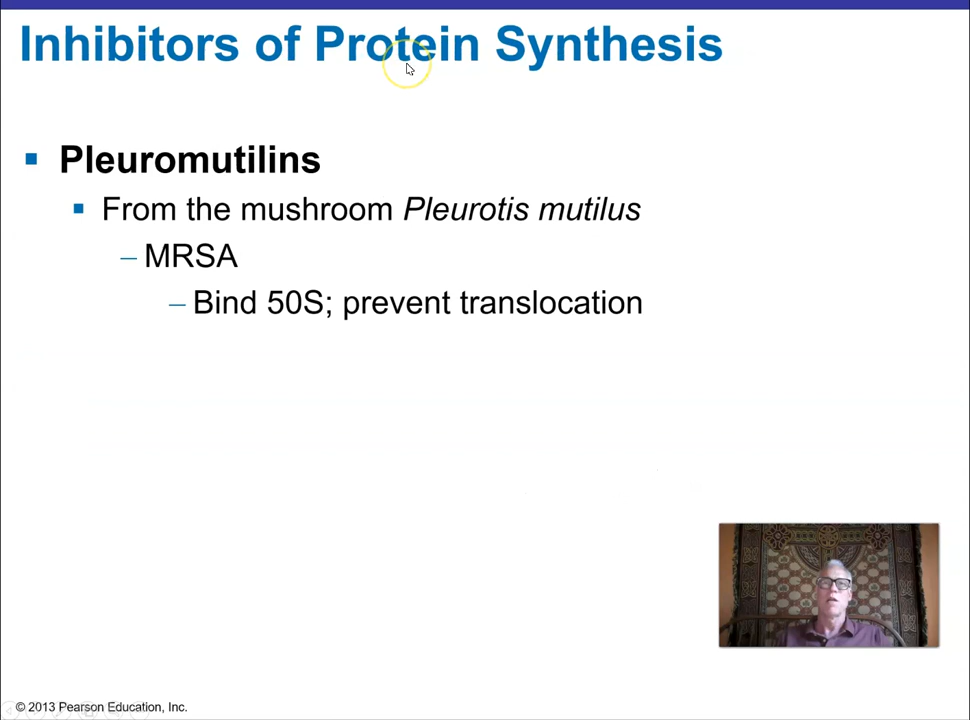 Inhibitors of Protein Synthesis
Pleuromutilins
From the mushroom Pleurotis mutilus
– MRSA
– Bind 50S; prevent translocation
© 2013 Pearson Education, Inc.